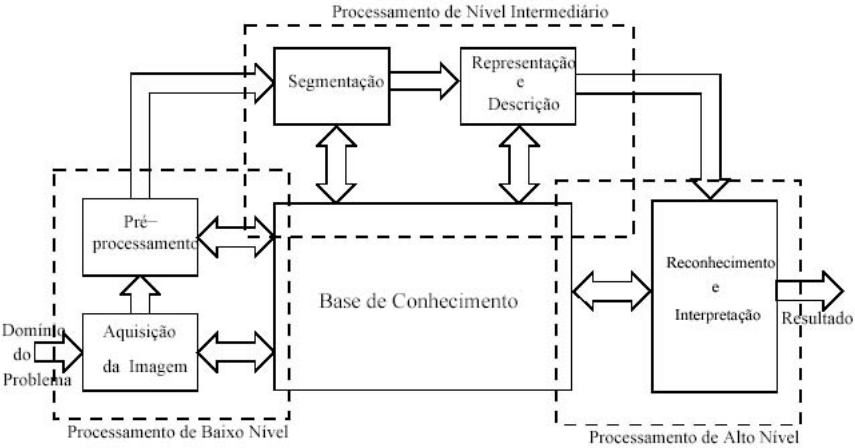 Processamento de Nível Intermediário
Segmentação
Representação
e
Descrição
Pré-
processamento
Base de Conhecimento
Reconhecimento
e
Interpretação
Resultado
Domínio
do
Problema
Aquisição
da Imagem
Processamento de Baixo Nível
Processamento de Alto Nível